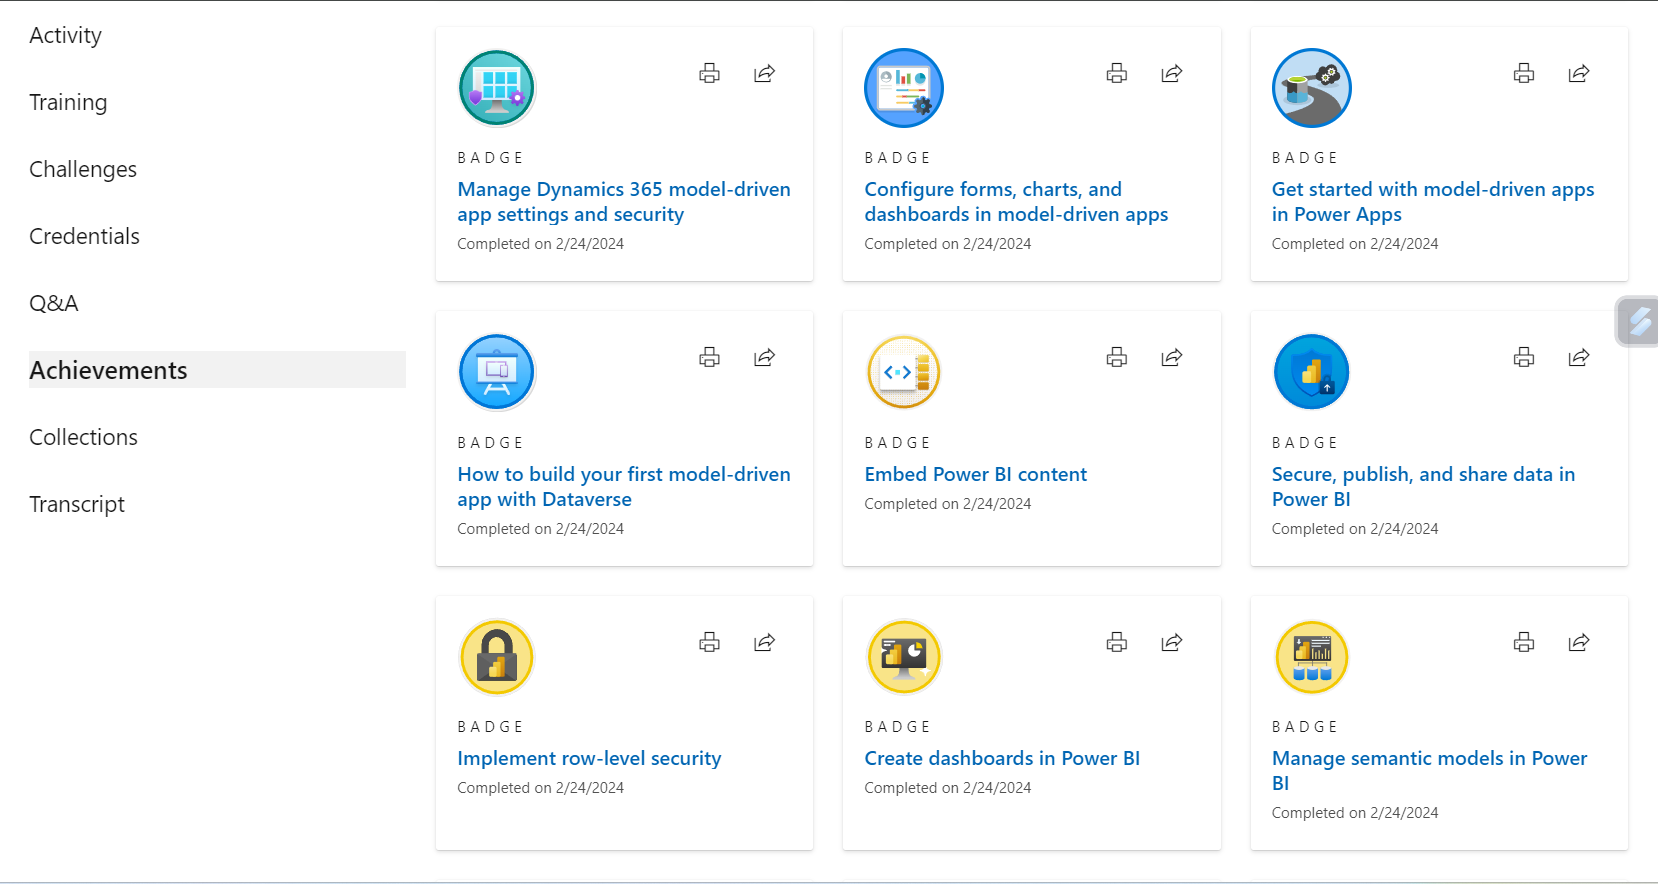 Activity
Training
Challenges
Credentials
Q&A
Achievements
Collections
Transcript
BADGE
Manage Dynamics 365 model-driven
app settings and security
Completed on 2/24/2024
BADGE
Configure forms, charts, and
dashboards in model-driven apps
Completed on 2/24/2024
BADGE
Get started with model-driven apps
in Power Apps
Completed on 2/24/2024
BADGE
How to build your first model-driven
app with Dataverse
Completed on 2/24/2024
BADGE
Embed Power BI content
Completed on 2/24/2024
BADGE
Secure, publish, and share data in
Power BI
Completed on 2/24/2024
BADGE
Implement row-level security
Completed on 2/24/2024
BADGE
Create dashboards in Power BI
Completed on 2/24/2024
BADGE
Manage semantic models in Power
BI
Completed on 2/24/2024